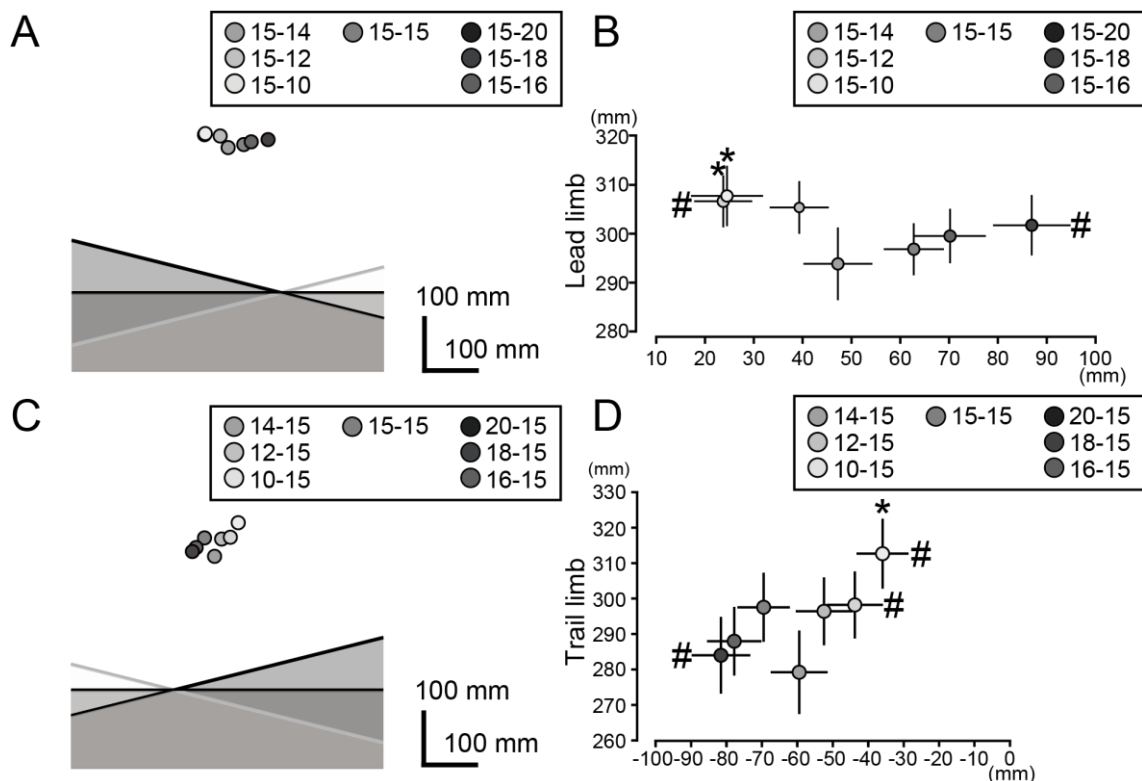 A
15-14 15-15 15-20
15-12 15-18
15-10 15-16
100 mm
100 mm
B
15-14 15-15 15-20
15-12 15-18
15-10 15-16
(mm)
320
310
300
290
280
Lead limb
* *
# #
10 20 30 40 50 60 70 80 90 100
(mm)
C
14-15 15-15 20-15
12-15 18-15
10-15 16-15
100 mm
100 mm
D
14-15 15-15 20-15
12-15 18-15
10-15 16-15
(mm)
330
320
310
300
290
280
270
260
Trail limb
*
#
#
#
-100 -90 -80 -70 -60 -50 -40 -30 -20 -10 0
(mm)